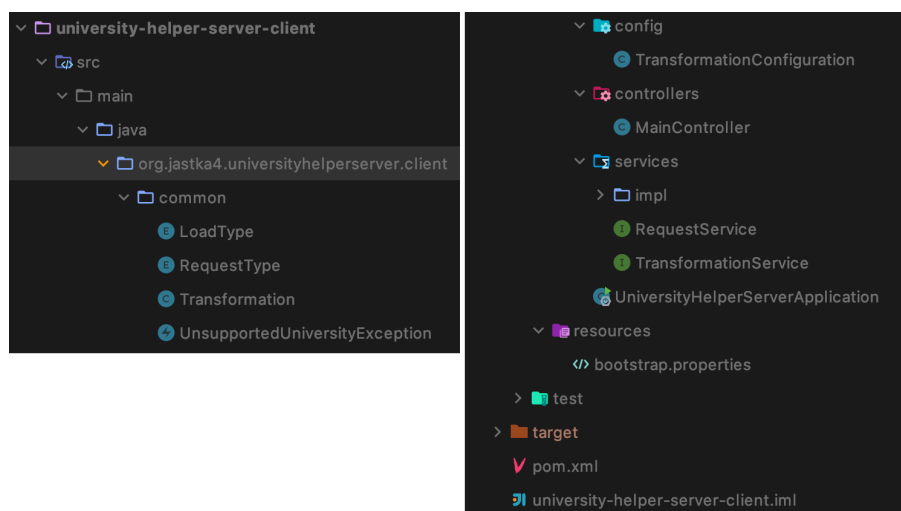 university-helper-server-client
src
main
java
org.jastka4.universityhelperserver.client
common
LoadType
RequestType
Transformation
UnsupportedUniversityException
config
TransformationConfiguration
controllers
MainController
services
impl
RequestService
TransformationService
UniversityHelperServerApplication
resources
bootstrap.properties
test
target
pom.xml
university-helper-server-client.iml